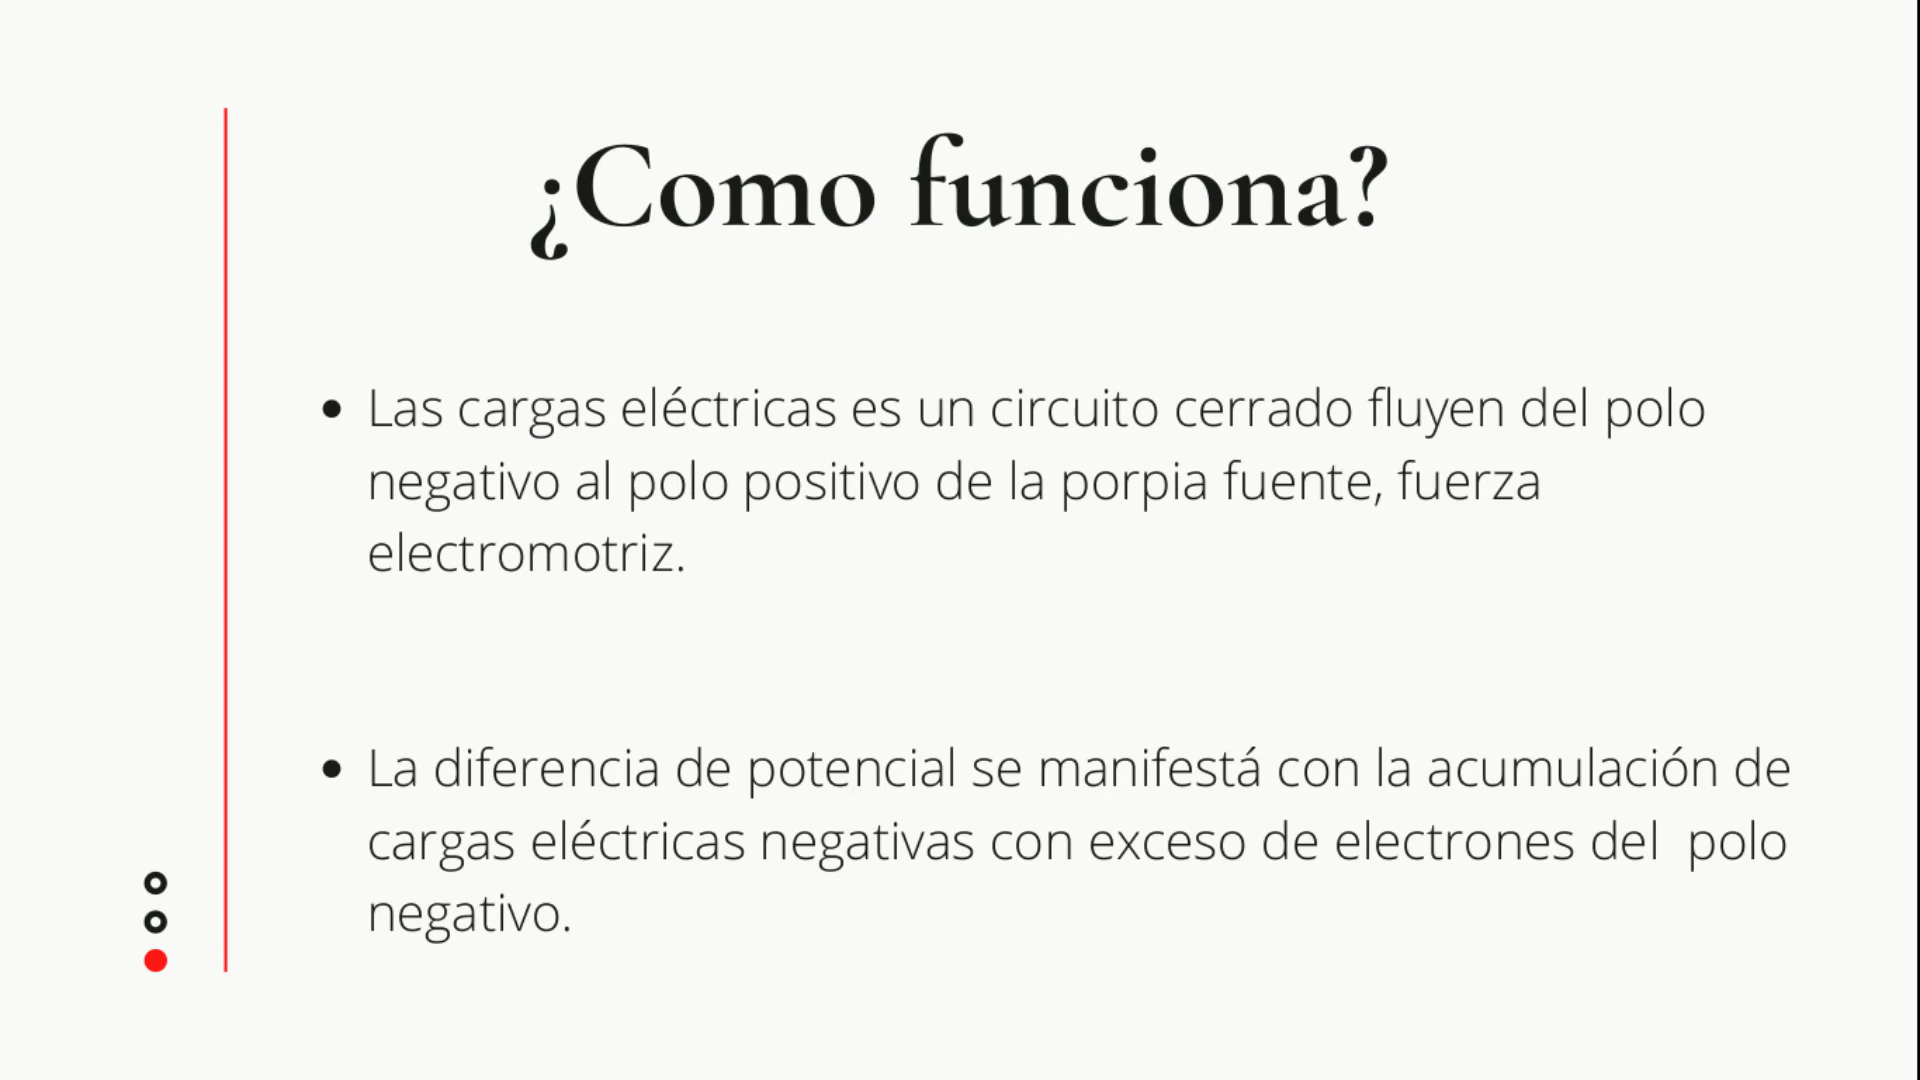 ¿Como funciona?
Las cargas eléctricas es un circuito cerrado fluyen del polo
negativo al polo positivo de la porpia fuente, fuerza
electromotriz.
La diferencia de potencial se manifestá con la acumulación de
cargas eléctricas negativas con exceso de electrones del  polo
negativo.